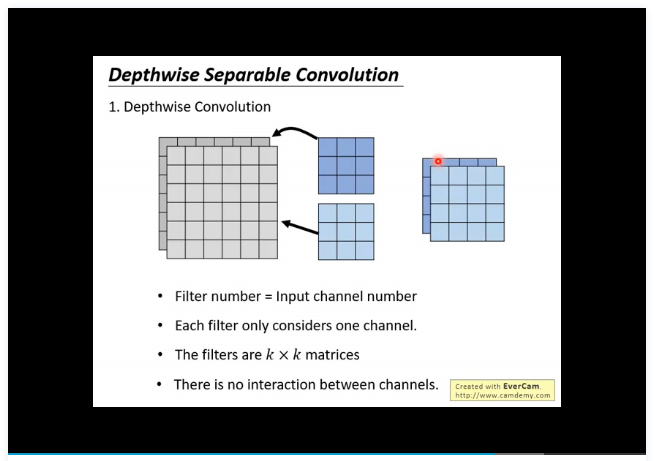 Depthwise Separable Convolution
1. Depthwise Convolution
• Filter number = Input channel number
• Each filter only considers one channel.
• The filters are k × k matrices
• There is no interaction between channels.
Created with EverCam.
http://www.camdemy.com